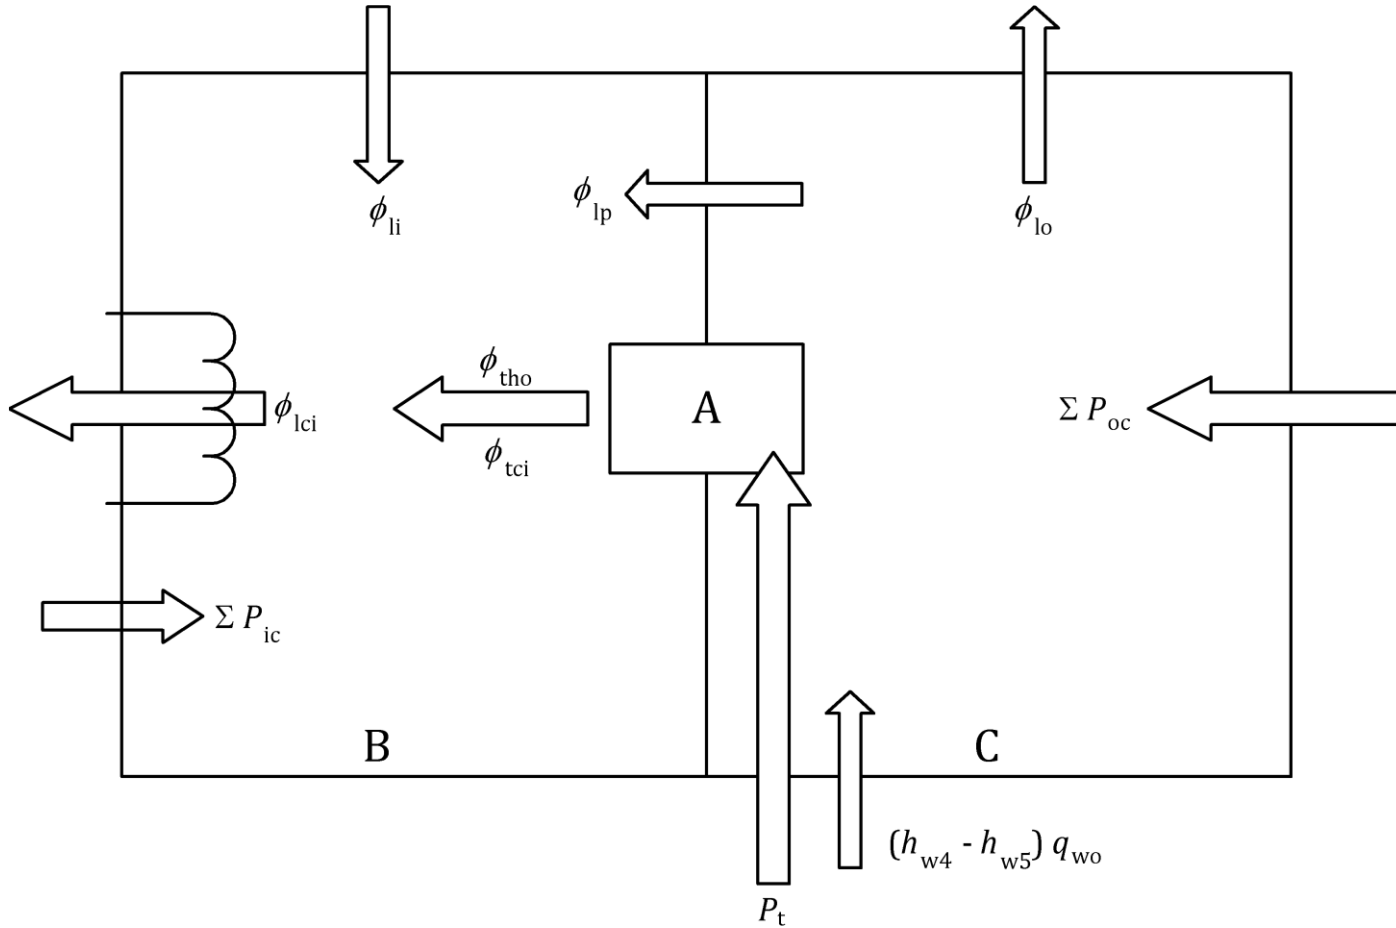 ϕli
ϕlp
ϕlo
ϕtho
ϕlci
A
Σ Poc
ϕtci
Σ Pic
B
C
(hw4 - hw5) qwo
Pt